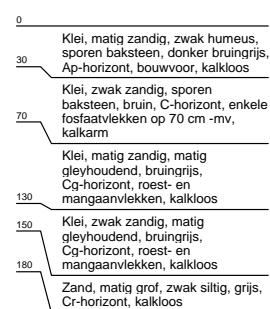 0
Klei, matig zandig, zwak humeus,
sporen baksteen, donker bruingrijs,
Ap-horizont, bouwvoor, kalkloos
30
Klei, zwak zandig, sporen
baksteen, bruin, C-horizont, enkele
fosfaatvlekken op 70 cm -mv,
kalkarm
70
Klei, matig zandig, matig
gleyhoudend, bruingrijs,
Cg-horizont, roest- en
mangaanvlekken, kalkloos
130
Klei, zwak zandig, matig
gleyhoudend, bruingrijs,
Cg-horizont, roest- en
mangaanvlekken, kalkloos
150
Zand, matig grof, zwak siltig, grijs,
Cr-horizont, kalkloos
180